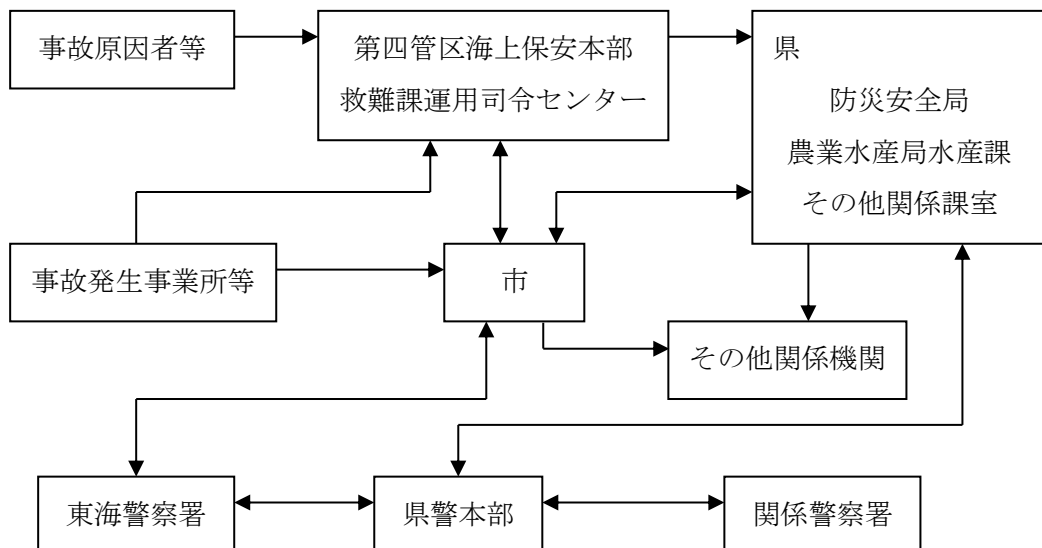 事故原因者等
第四管区海上保安本部
救難課運用司令センター
県
防災安全局
農業水産局水産課
その他関係課室
事故発生事業所等
市
その他関係機関
東海警察署
県警本部
関係警察署